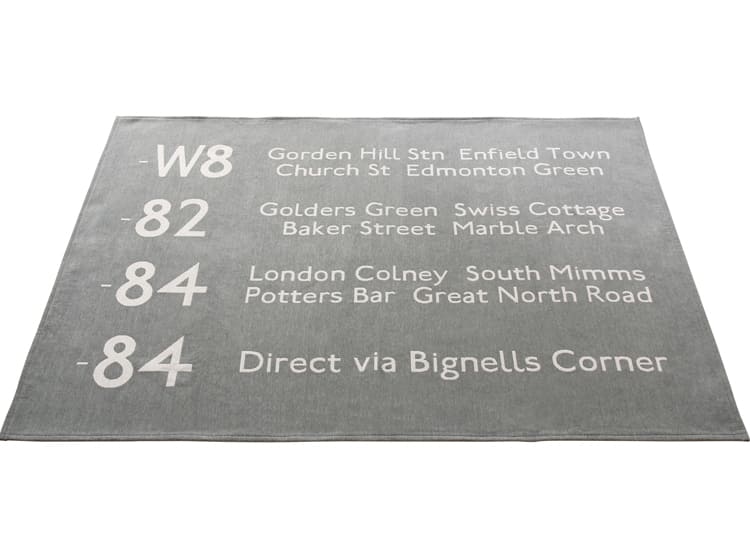 -W8 Gorden Hill Stn Enfield Town
Church St Edmonton Green
-82 Golders Green Swiss Cottage
Baker Street Marble Arch
-84 London Colney South Mimms
Potters Bar Great North Road
-84 Direct via Bignells Corner